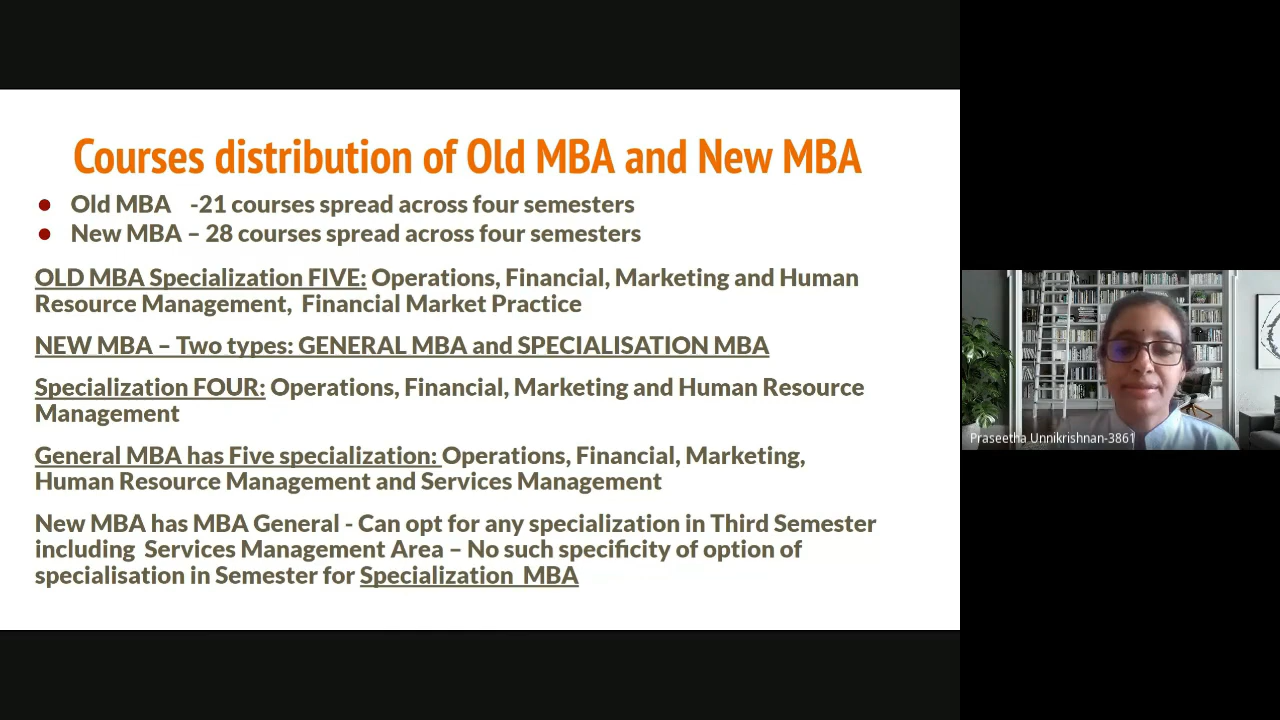 Courses distribution of Old MBA and New MBA
● Old MBA -21 courses spread across four semesters
● New MBA – 28 courses spread across four semesters
OLD MBA Specialization FIVE: Operations, Financial, Marketing and Human
Resource Management, Financial Market Practice
NEW MBA – Two types: GENERAL MBA and SPECIALISATION MBA
Specialization FOUR: Operations, Financial, Marketing and Human Resource
Management
General MBA has Five specialization: Operations, Financial, Marketing,
Human Resource Management and Services Management
New MBA has MBA General - Can opt for any specialization in Third Semester
including Services Management Area – No such specificity of option of
specialisation in Semester for Specialization MBA
Praseetha Unnikrishnan-3861